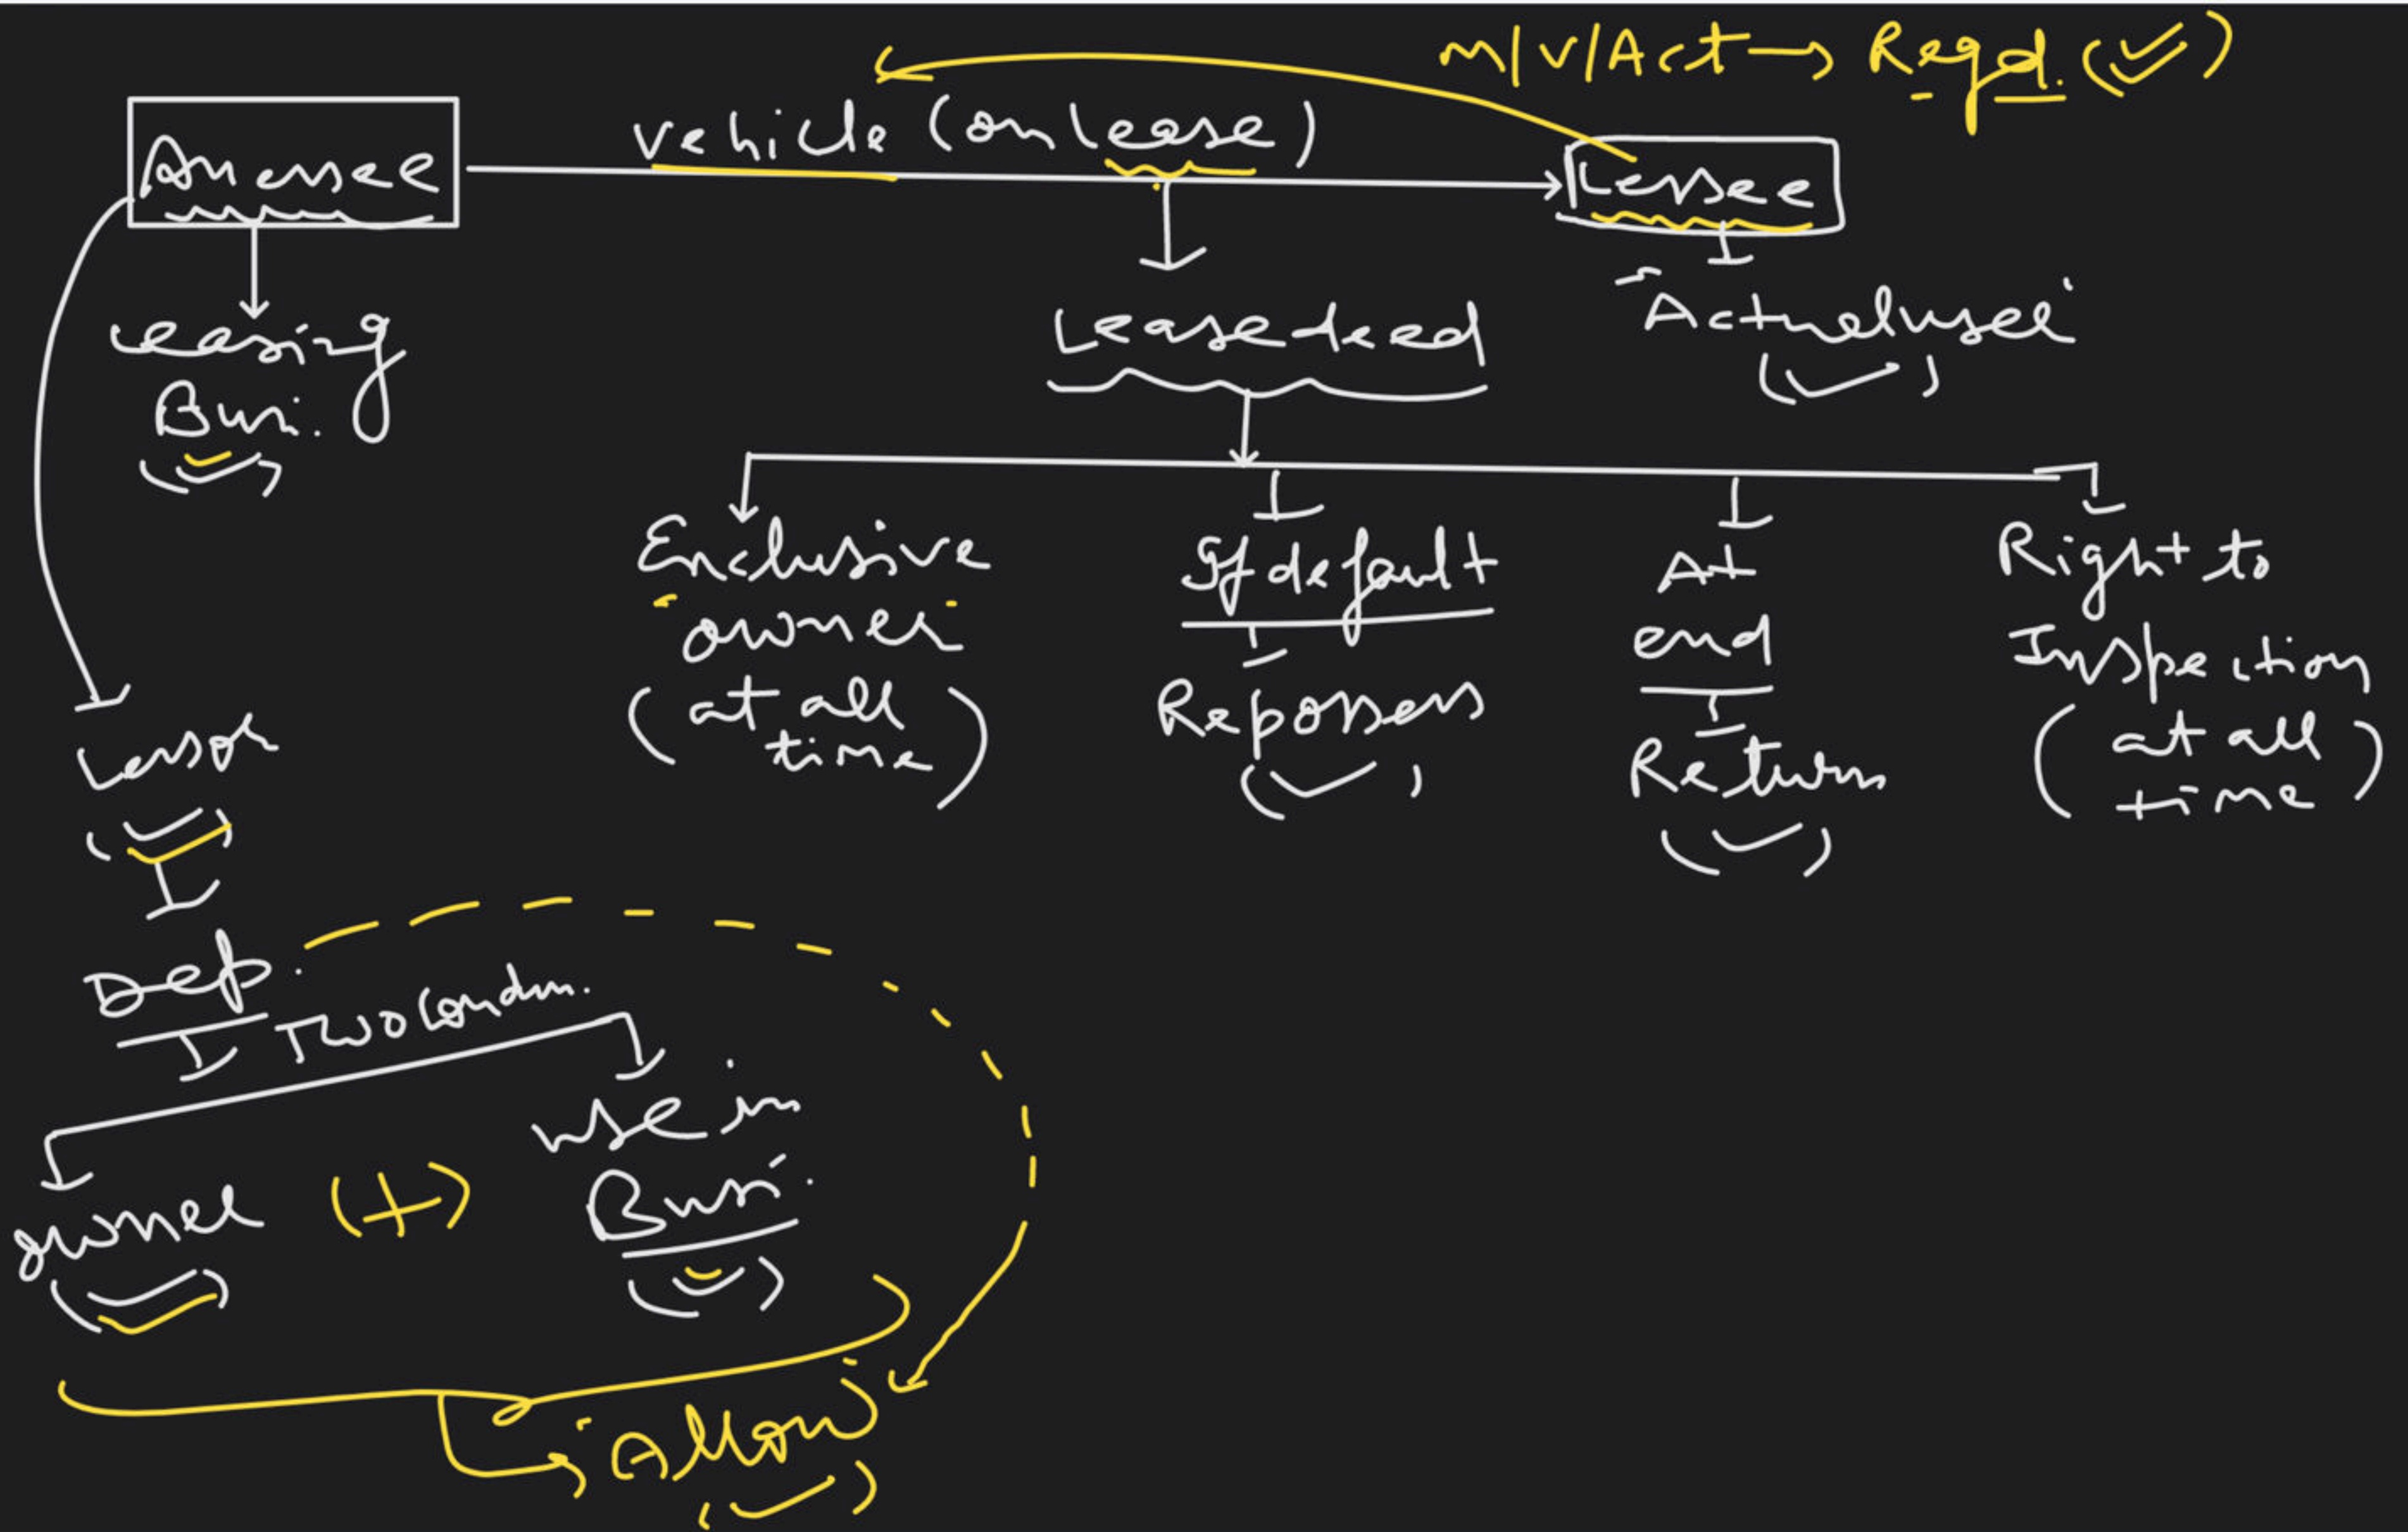 M/V/Act → Regd.
vehicle (on Lease)
Assessee
Lessee
Leasing
Busi.
Lease deed
"Actual user"
Exclusive
owner
(at all
time)
If default
Repossess
At
end
Return
Right to
Inspection
(at all
time)
Lessor
Dep.
Two Condn.
owner
(+)
use in
Busi.
Allow